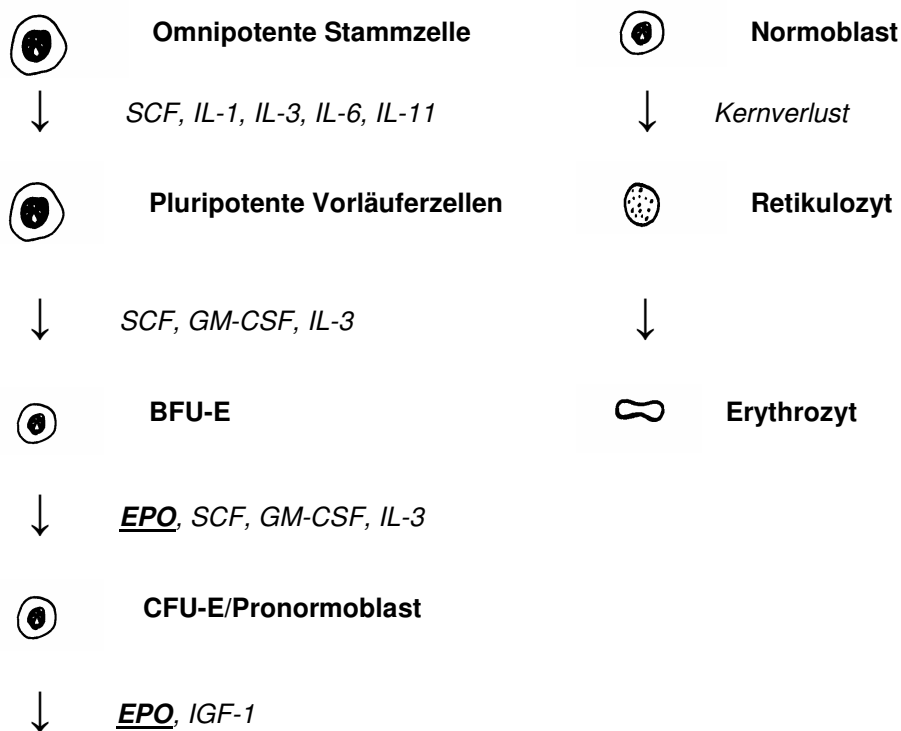 Omnipotente Stammzelle
SCF, IL-1, IL-3, IL-6, IL-11
Pluripotente Vorläuferzellen
SCF, GM-CSF, IL-3
BFU-E
EPO, SCF, GM-CSF, IL-3
CFU-E/Pronormoblast
EPO, IGF-1
Normoblast
Kernverlust
Retikulozyt
Erythrozyt